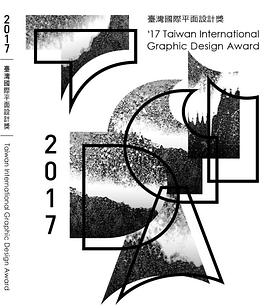 2017 臺灣國際平面設計獎 Taiwan International Graphic Design Award
臺灣國際平面設計獎
'17 Taiwan International
Graphic Design Award
2017